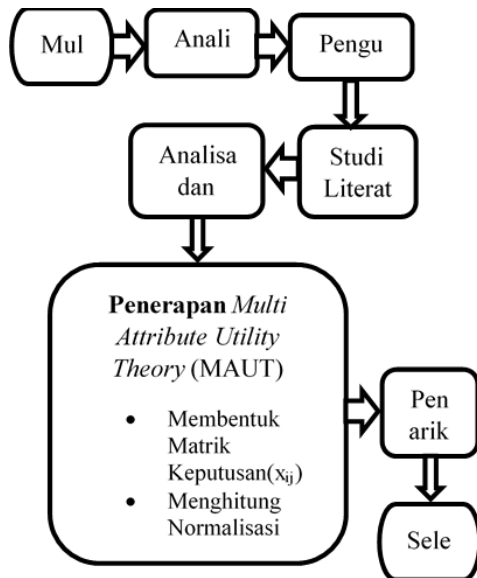 Mul
Anali
Pengu
Studi
Literat
Analisa
dan
Penerapan Multi
Attribute Utility
Theory (MAUT)
• Membentuk
Matrik
Keputusan(xij)
• Menghitung
Normalisasi
Pen
arik
Sele